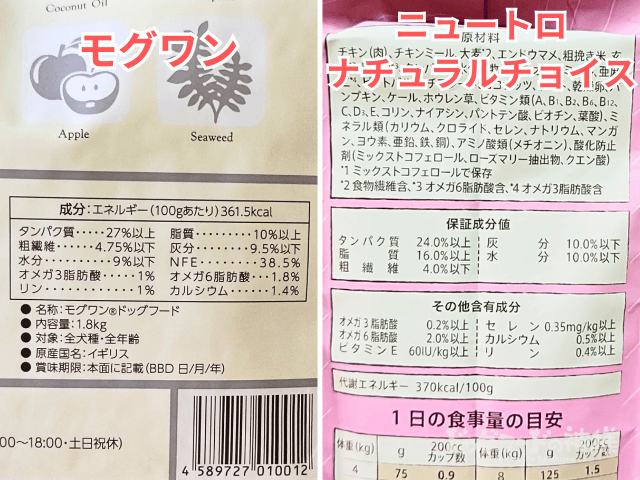 Coconut Oil
モグワン
Apple
Seaweed
成分:エネルギー(100gあたり)361.5kcal
タンパク質‥‥‥27%以上
脂質‥‥‥‥‥10%以上
粗繊維‥‥‥4.75%以下
灰分‥‥‥‥9.5%以下
水分‥‥‥‥‥9%以下
NFE‥‥‥‥38.5%
オメガ3脂肪酸‥‥‥1%
オメガ6脂肪酸‥‥1.8%
リン‥‥‥‥‥‥1%
カルシウム‥‥‥1.4%
●名称:モグワン®ドッグフード
●内容量:1.8kg
●対象:全犬種・全年齢
●原産国名:イギリス
●賞味期限:本面に記載(BBD 日/月/年)
00〜18:00・土日祝休)
4 589727 010012
ニュートロ
ナチュラルチョイス
原材料
チキン(肉)、チキンミール、大麦*2、エンドウマメ、粗挽き米、玄
プキン、ケール、ホウレン草、ビタミン類(A、B1、B2、B6、B12、
C、D3、E、コリン、ナイアシン、パントテン酸、ビオチン、葉酸)、ミ
ネラル類(カリウム、クロライド、セレン、ナトリウム、マンガ
ン、ヨウ素、亜鉛、鉄、銅)、アミノ酸類(メチオニン)、酸化防止
剤(ミックストコフェロール、ローズマリー抽出物、クエン酸)
*1 ミックストコフェロールで保存
*2 食物繊維含、*3 オメガ6脂肪酸含、*4 オメガ3脂肪酸含
保証成分値
タンパク質 24.0%以上 灰分 10.0%以下
脂質 16.0%以上 水分 10.0%以下
粗繊維 4.0%以下
その他含有成分
オメガ3脂肪酸 0.2%以上 セレン 0.35mg/kg以上
オメガ6脂肪酸 2.0%以上 カルシウム 0.5%以上
ビタミンE 60IU/kg以上 リン 0.4%以上
代謝エネルギー 370kcal/100g
1日の食事量の目安
体重(kg) g 200cc カップ数 体重(kg) g 200cc カップ数
4 75 0.9 8 125 1.5